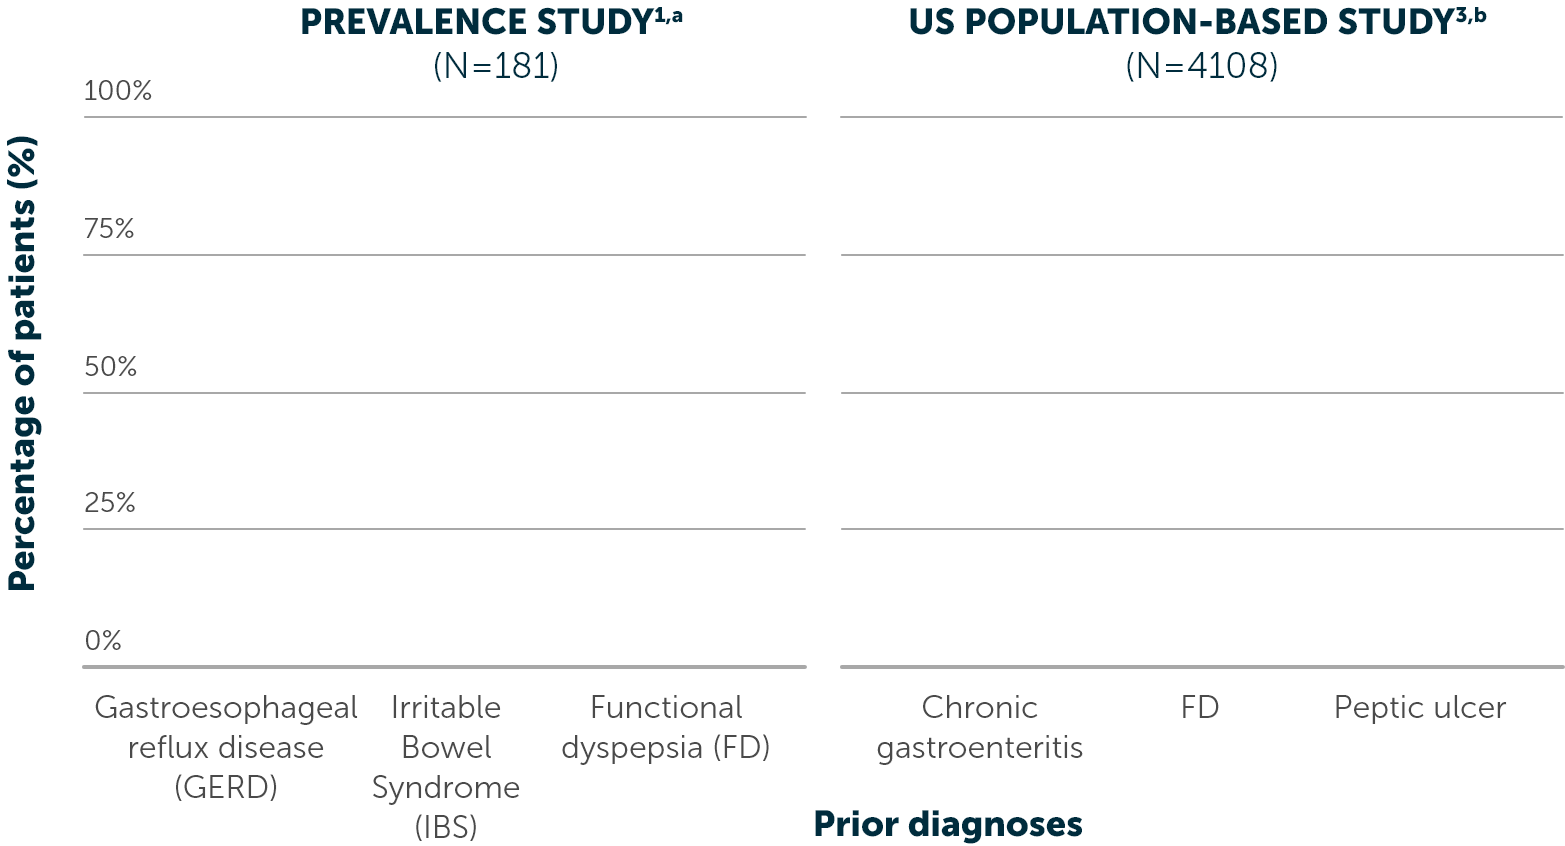 PREVALENCE STUDY¹,ᵃ
(N=181)
US POPULATION-BASED STUDY³,ᵇ
(N=4108)
Percentage of patients (%)
100%
75%
50%
25%
0%
Gastroesophageal
reflux disease
(GERD)
Irritable
Bowel
Syndrome
(IBS)
Functional
dyspepsia (FD)
Chronic
gastroenteritis
FD
Peptic ulcer
Prior diagnoses